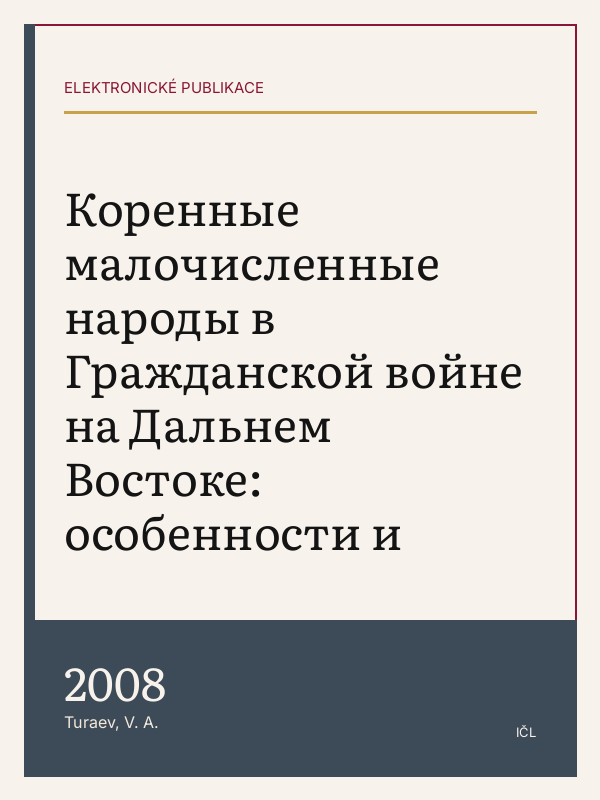 ELEKTRONICKÉ PUBLIKACE
Коренные
малочисленные
народы в
Гражданской войне
на Дальнем
Востоке:
особенности и
2008
Turaev, V. A.
IČL